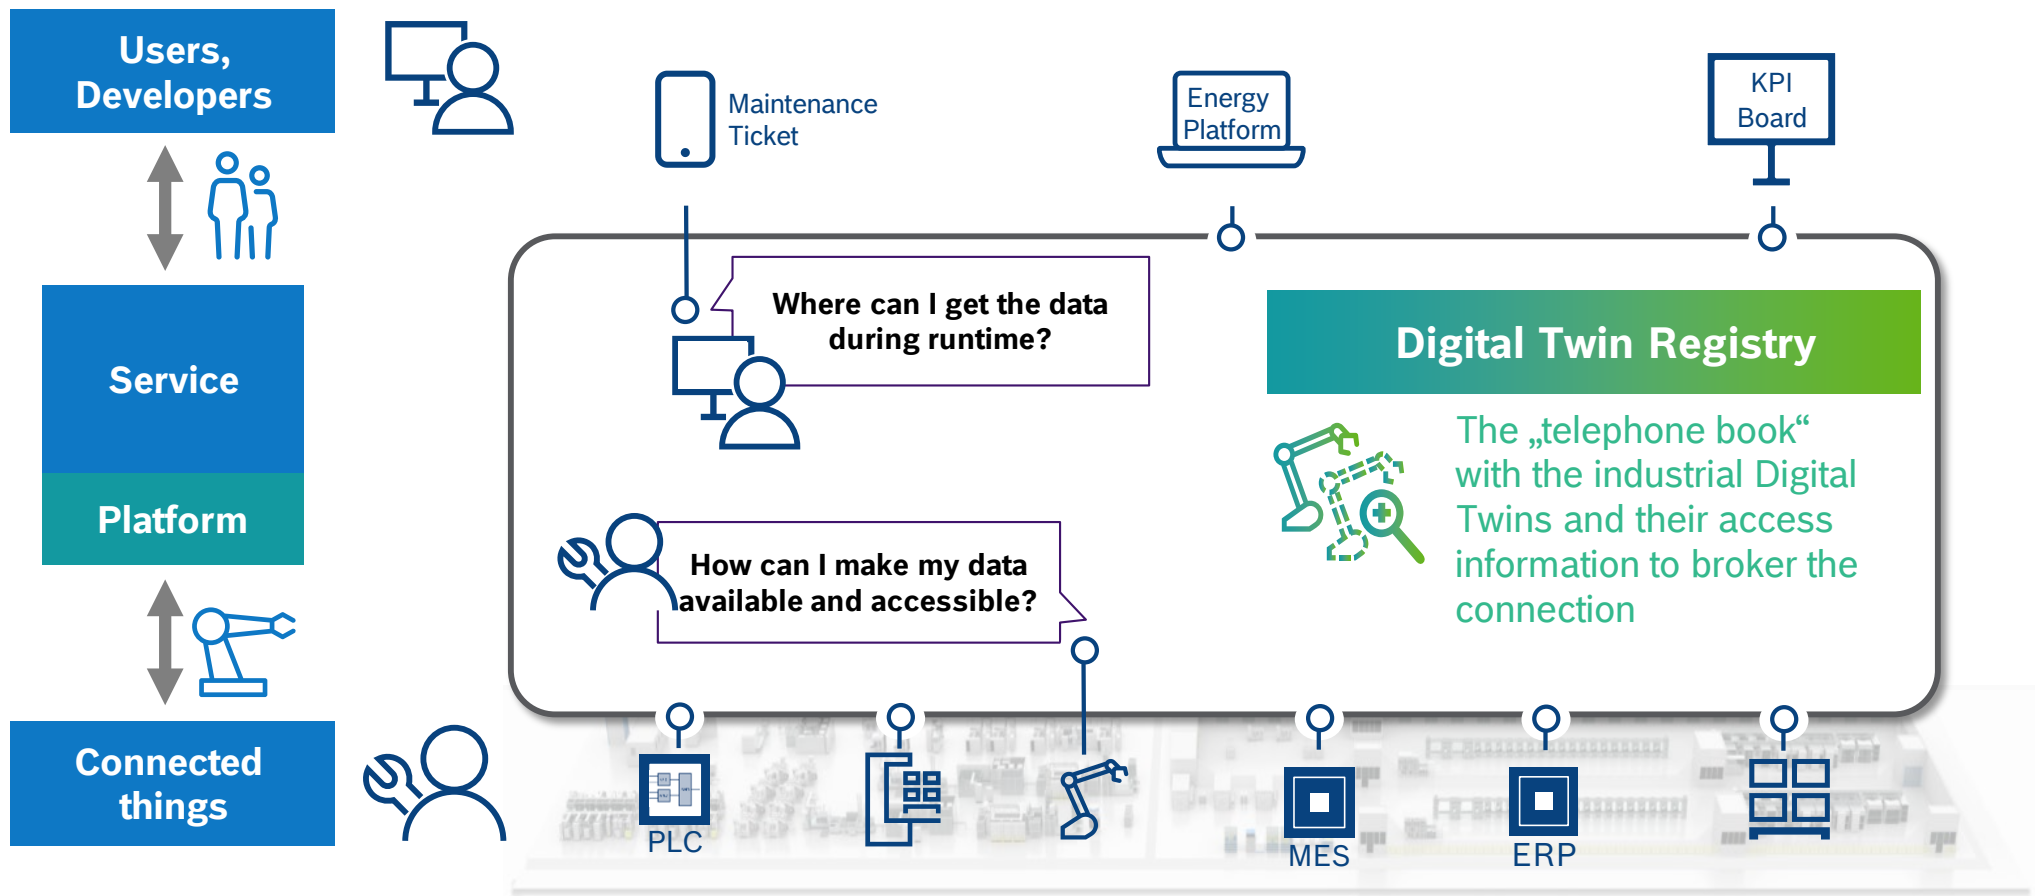 Users,
Developers
Service
Platform
Connected
things
Maintenance
Ticket
Energy
Platform
KPI
Board
Where can I get the data
during runtime?
How can I make my data
available and accessible?
Digital Twin Registry
The „telephone book“
with the industrial Digital
Twins and their access
information to broker the
connection
PLC
MES
ERP